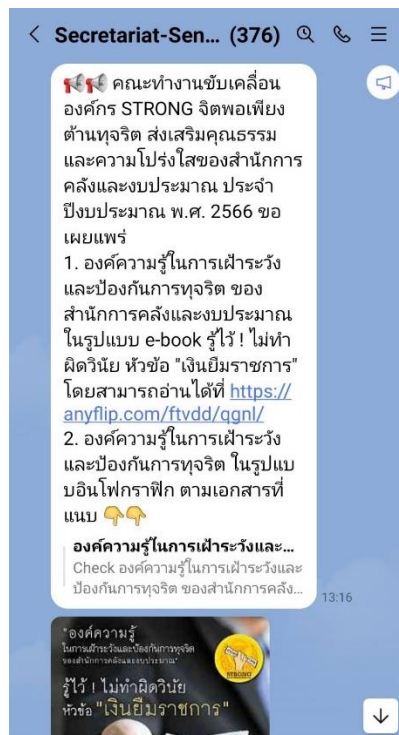 Secretariat-Sen... (376)
📢📢 คณะทำงานขับเคลื่อน
องค์กร STRONG จิตพอเพียง
ต้านทุจริต ส่งเสริมคุณธรรม
และความโปร่งใสของสำนักการ
คลังและงบประมาณ ประจำ
ปีงบประมาณ พ.ศ. 2566 ขอ
เผยแพร่
1. องค์ความรู้ในการเฝ้าระวัง
และป้องกันการทุจริต ของ
สำนักการคลังและงบประมาณ
ในรูปแบบ e-book รู้ไว้ ! ไม่ทำ
ผิดวินัย หัวข้อ "เงินยืมราชการ"
โดยสามารถอ่านได้ที่ https://
anyflip.com/ftvdd/qgnl/
2. องค์ความรู้ในการเฝ้าระวัง
และป้องกันการทุจริต ในรูปแบ
บอินโฟกราฟิก ตามเอกสารที่
แนบ 👇👇
องค์ความรู้ในการเฝ้าระวังและ...
Check องค์ความรู้ในการเฝ้าระวังและ
ป้องกันการทุจริต ของสำนักการคลัง...
13:16
"องค์ความรู้
ในการเฝ้าระวังและป้องกันการทุจริต
ของสำนักการคลังและงบประมาณ"
STRONG
รู้ไว้ ! ไม่ทำผิดวินัย
หัวข้อ "เงินยืมราชการ"